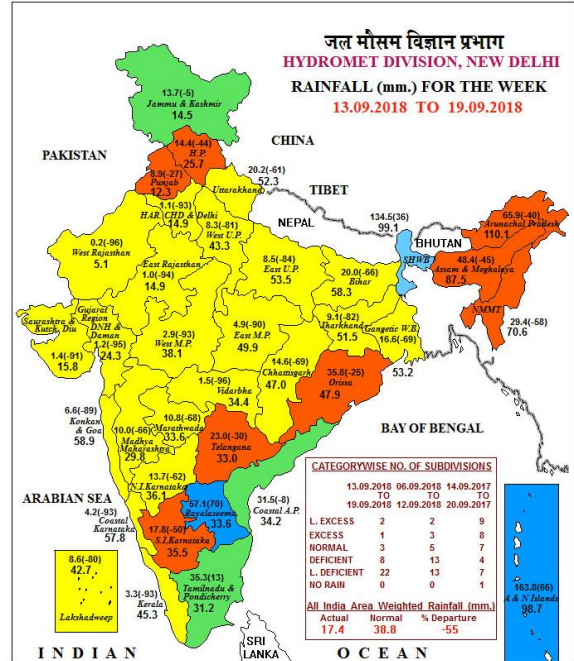 जल मौसम विज्ञान प्रभाग
HYDROMET DIVISION, NEW DELHI
RAINFALL (mm.) FOR THE WEEK
13.09.2018 TO 19.09.2018
13.7(-5)
Jammu & Kashmir
14.5
CHINA
PAKISTAN
14.4(-44)
H.P.
25.7
8.9(-27)
Punjab
12.3
20.2(-61)
52.3
Uttarakhand
TIBET
1.1(-93)
HAR. CHD & Delhi
14.9
NEPAL
8.3(-81)
West U.P.
43.3
134.5(36)
99.1
BHUTAN
SHWB
65.9(-40)
Arunachal Pradesh
110.1
0.2(-96)
West Rajasthan
5.1
East Rajasthan
1.0(-94)
14.9
8.5(-84)
East U.P.
53.5
20.0(-66)
Bihar
58.3
48.4(-45)
Assam & Meghalaya
87.5
NMMT
29.4(-58)
70.6
Saurashtra &
Kutch, Diu
1.4(-91)
15.8
Gujarat
Region
DNH &
Daman
1.2(-95)
24.3
2.9(-93)
West M.P.
38.1
4.9(-90)
East M.P.
49.9
9.1(-82)
Jharkhand
51.5
Gangetic W.B.
16.6(-69)
53.2
14.6(-69)
Chhattisgarh
47.0
35.8(-25)
Orissa
47.9
1.5(-96)
Vidarbha
34.4
6.6(-89)
Konkan
& Goa
58.9
10.0(-66)
Madhya
Maharashtra
29.8
10.8(-68)
Marathwada
33.6
23.0(-30)
Telangana
33.0
BAY OF BENGAL
ARABIAN SEA
13.7(-62)
N.I.Karnataka
36.1
4.2(-93)
Coastal
Karnataka
57.8
57.1(70)
Rayalaseema
33.6
31.5(-8)
Coastal A.P.
34.2
17.8(-50)
S.I.Karnataka
35.5
8.6(-80)
42.7
Lakshadweep
3.3(-93)
Kerala
45.3
35.3(13)
Tamilnadu &
Pondicherry
31.2
CATEGORYWISE NO. OF SUBDIVISIONS
13.09.2018 06.09.2018 14.09.2017
TO TO TO
19.09.2018 12.09.2018 20.09.2017
L. EXCESS 2 2 9
EXCESS 1 3 8
NORMAL 3 5 7
DEFICIENT 8 13 4
L. DEFICIENT 22 13 7
NO RAIN 0 0 1
All India Area Weighted Rainfall (mm.)
Actual Normal % Departure
17.4 38.8 -55
163.8(66)
A & N Islands
98.7
SRI
LANKA
INDIAN OCEAN